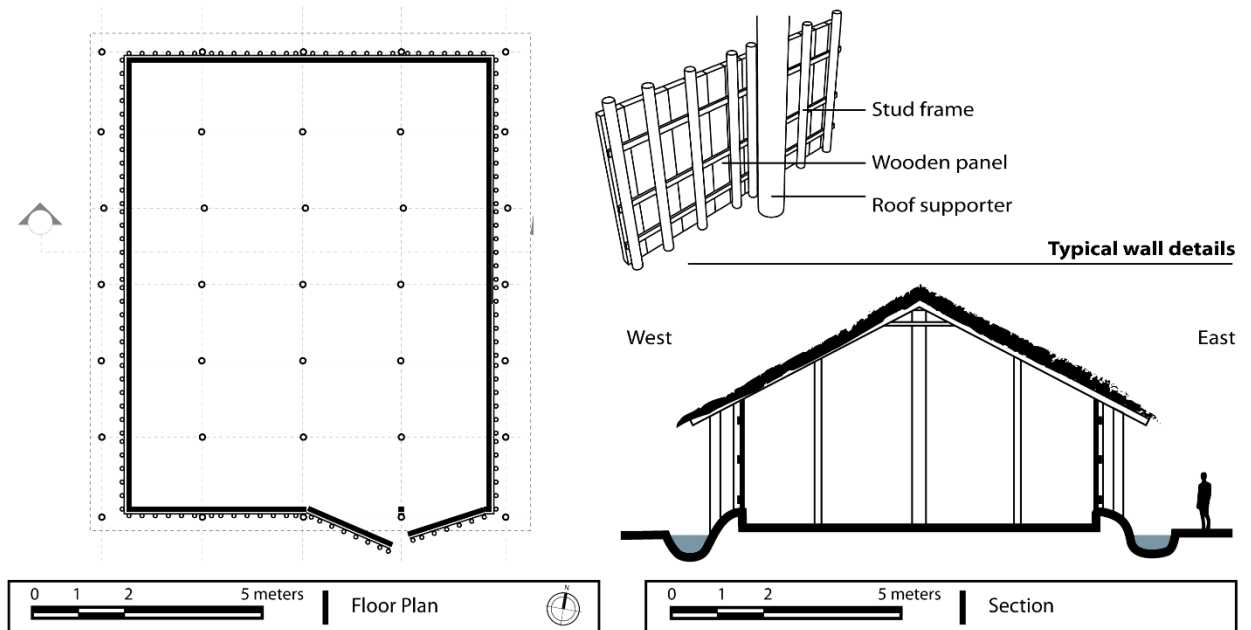 Stud frame
Wooden panel
Roof supporter
Typical wall details
West
East
0 1 2 5 meters
Floor Plan
N
0 1 2 5 meters
Section